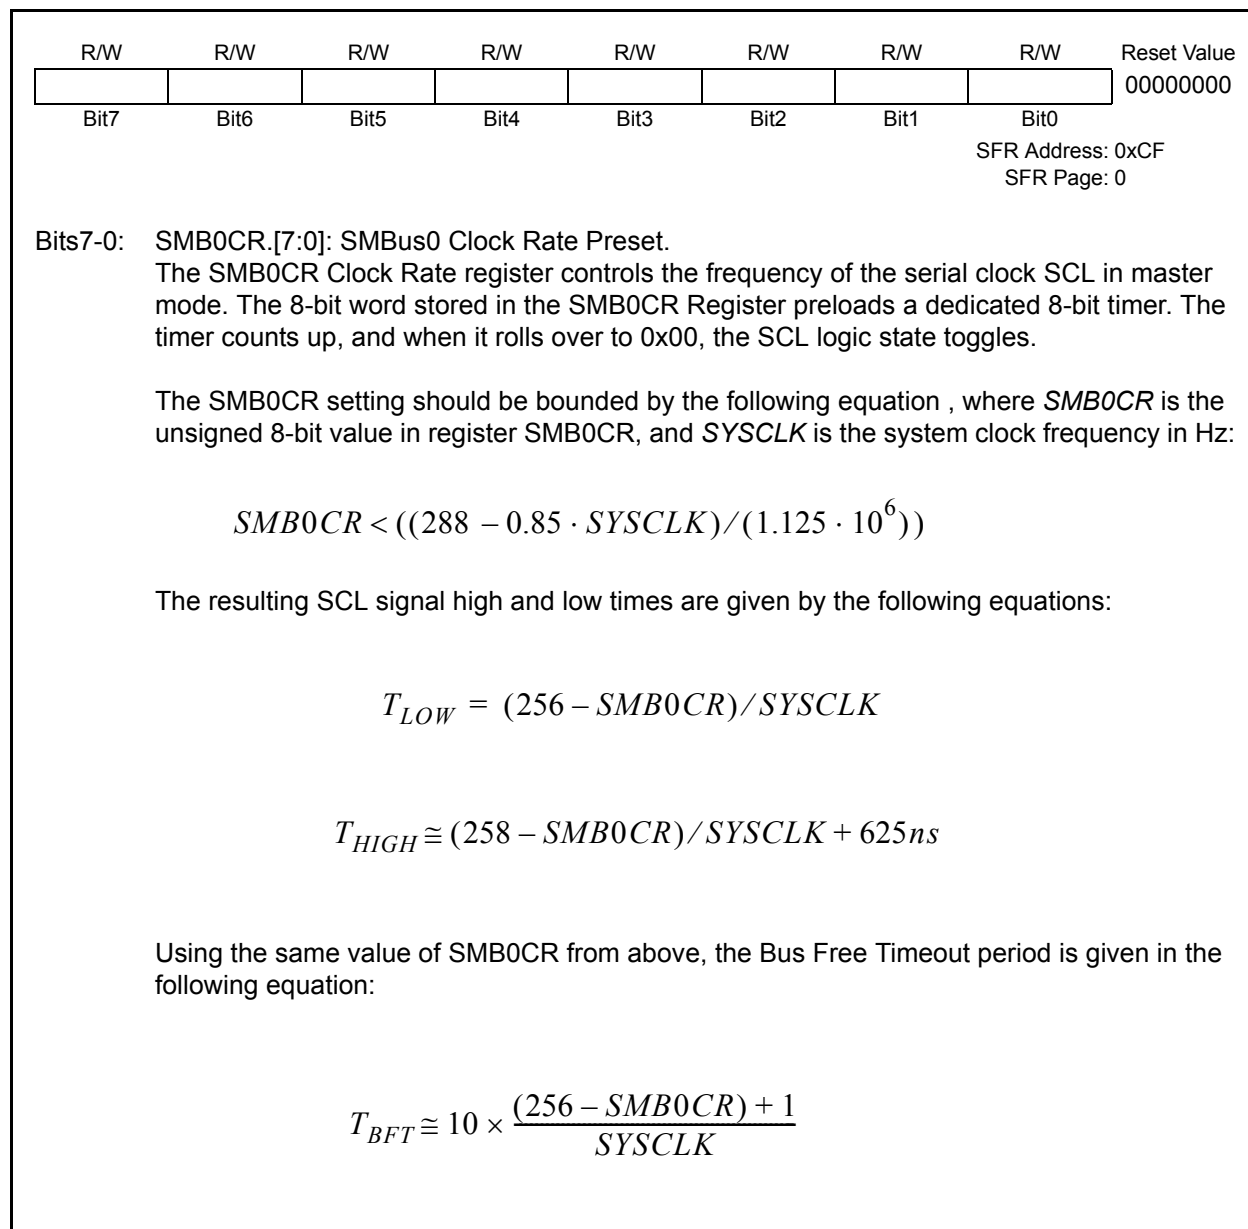 R/W R/W R/W R/W R/W R/W R/W R/W Reset Value
00000000
Bit7 Bit6 Bit5 Bit4 Bit3 Bit2 Bit1 Bit0
SFR Address: 0xCF
SFR Page: 0
Bits7-0: SMB0CR.[7:0]: SMBus0 Clock Rate Preset.
The SMB0CR Clock Rate register controls the frequency of the serial clock SCL in master
mode. The 8-bit word stored in the SMB0CR Register preloads a dedicated 8-bit timer. The
timer counts up, and when it rolls over to 0x00, the SCL logic state toggles.
The SMB0CR setting should be bounded by the following equation , where SMB0CR is the
unsigned 8-bit value in register SMB0CR, and SYSCLK is the system clock frequency in Hz:
SMB0CR < ((288 – 0.85 ⋅ SYSCLK)/(1.125 ⋅ 10^6))
The resulting SCL signal high and low times are given by the following equations:
T_LOW = (256 – SMB0CR)/SYSCLK
T_HIGH ≅ (258 – SMB0CR)/SYSCLK + 625ns
Using the same value of SMB0CR from above, the Bus Free Timeout period is given in the
following equation:
T_BFT ≅ 10 × ((256 – SMB0CR) + 1)/SYSCLK